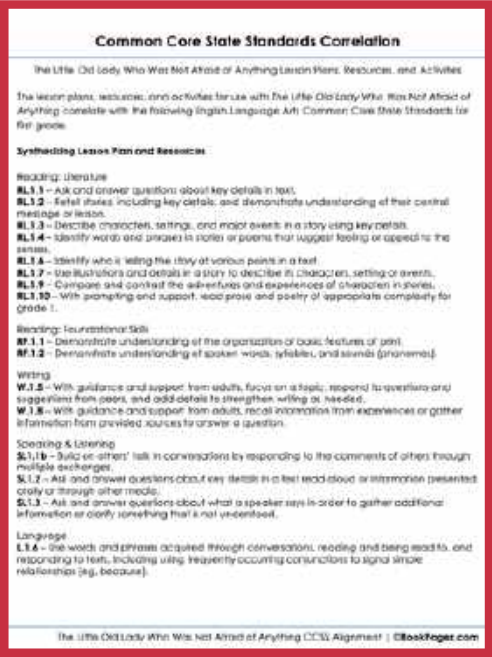 Common Core State Standards Correlation
The Little Old Lady Who Was Not Afraid of Anything Lesson Plans, Resources, and Activities
The lesson plans, resources, and activities for use with The Little Old Lady Who Was Not Afraid of
Anything correlate with the following English Language Arts Common Core State Standards for
first grade.
Synthesizing Lesson Plan and Resources
Reading: Literature
RL.1.1 – Ask and answer questions about key details in text.
RL.1.2 – Retell stories, including key details, and demonstrate understanding of their central
message or lesson.
RL.1.3 – Describe characters, settings, and major events in a story using key details.
RL.1.4 – Identify words and phrases in stories or poems that suggest feeling or appeal to the
senses.
RL.1.6 – Identify who is telling the story at various points in a text.
RL.1.7 – Use illustrations and details in a story to describe its characters, setting or events.
RL.1.9 – Compare and contrast the adventures and experiences of characters in stories.
RL.1.10 – With prompting and support, read prose and poetry of appropriate complexity for
grade 1.
Reading: Foundational Skills
RF.1.1 – Demonstrate understanding of the organization or basic features of print.
RF.1.2 – Demonstrate understanding of spoken words, syllables, and sounds (phonemes).
Writing
W.1.5 – With guidance and support from adults, focus on a topic, respond to questions and
suggestions from peers, and add details to strengthen writing as needed.
W.1.8 – With guidance and support from adults, recall information from experiences or gather
information from provided sources to answer a question.
Speaking & Listening
SL.1.1b – Build on others' talk in conversations by responding to the comments of others through
multiple exchanges.
SL.1.2 – Ask and answer questions about key details in a text read aloud or information presented
orally or through other media.
SL.1.3 – Ask and answer questions about what a speaker says in order to gather additional
information or clarify something that is not understood.
Language
L.1.6 – Use words and phrases acquired through conversations, reading and being read to, and
responding to texts, including using frequently occurring conjunctions to signal simple
relationships (eg, because).
The Little Old Lady Who Was Not Afraid of Anything CCSS Alignment | ©BookPagez.com